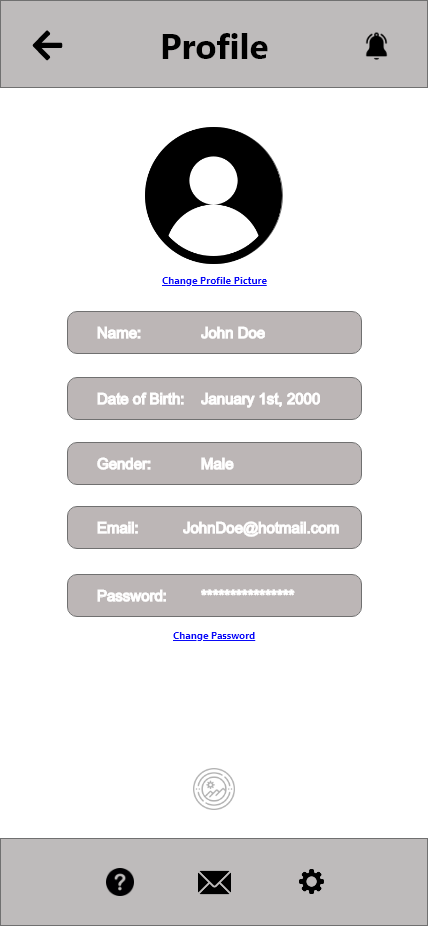 Profile
Change Profile Picture
Name: John Doe
Date of Birth: January 1st, 2000
Gender: Male
Email: JohnDoe@hotmail.com
Password: ****************
Change Password
?